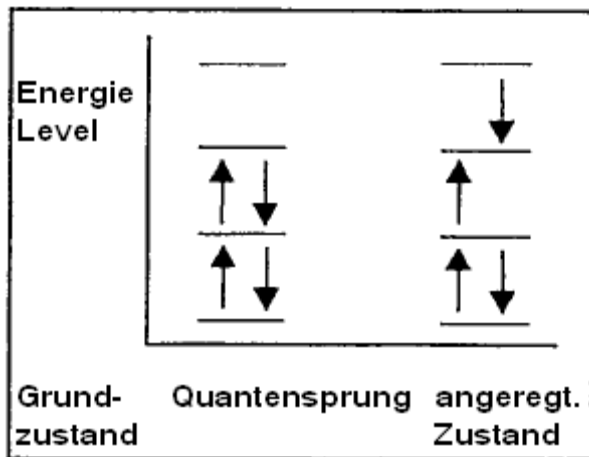 Energie
Level
Grund- Quantensprung angeregt.
zustand Zustand